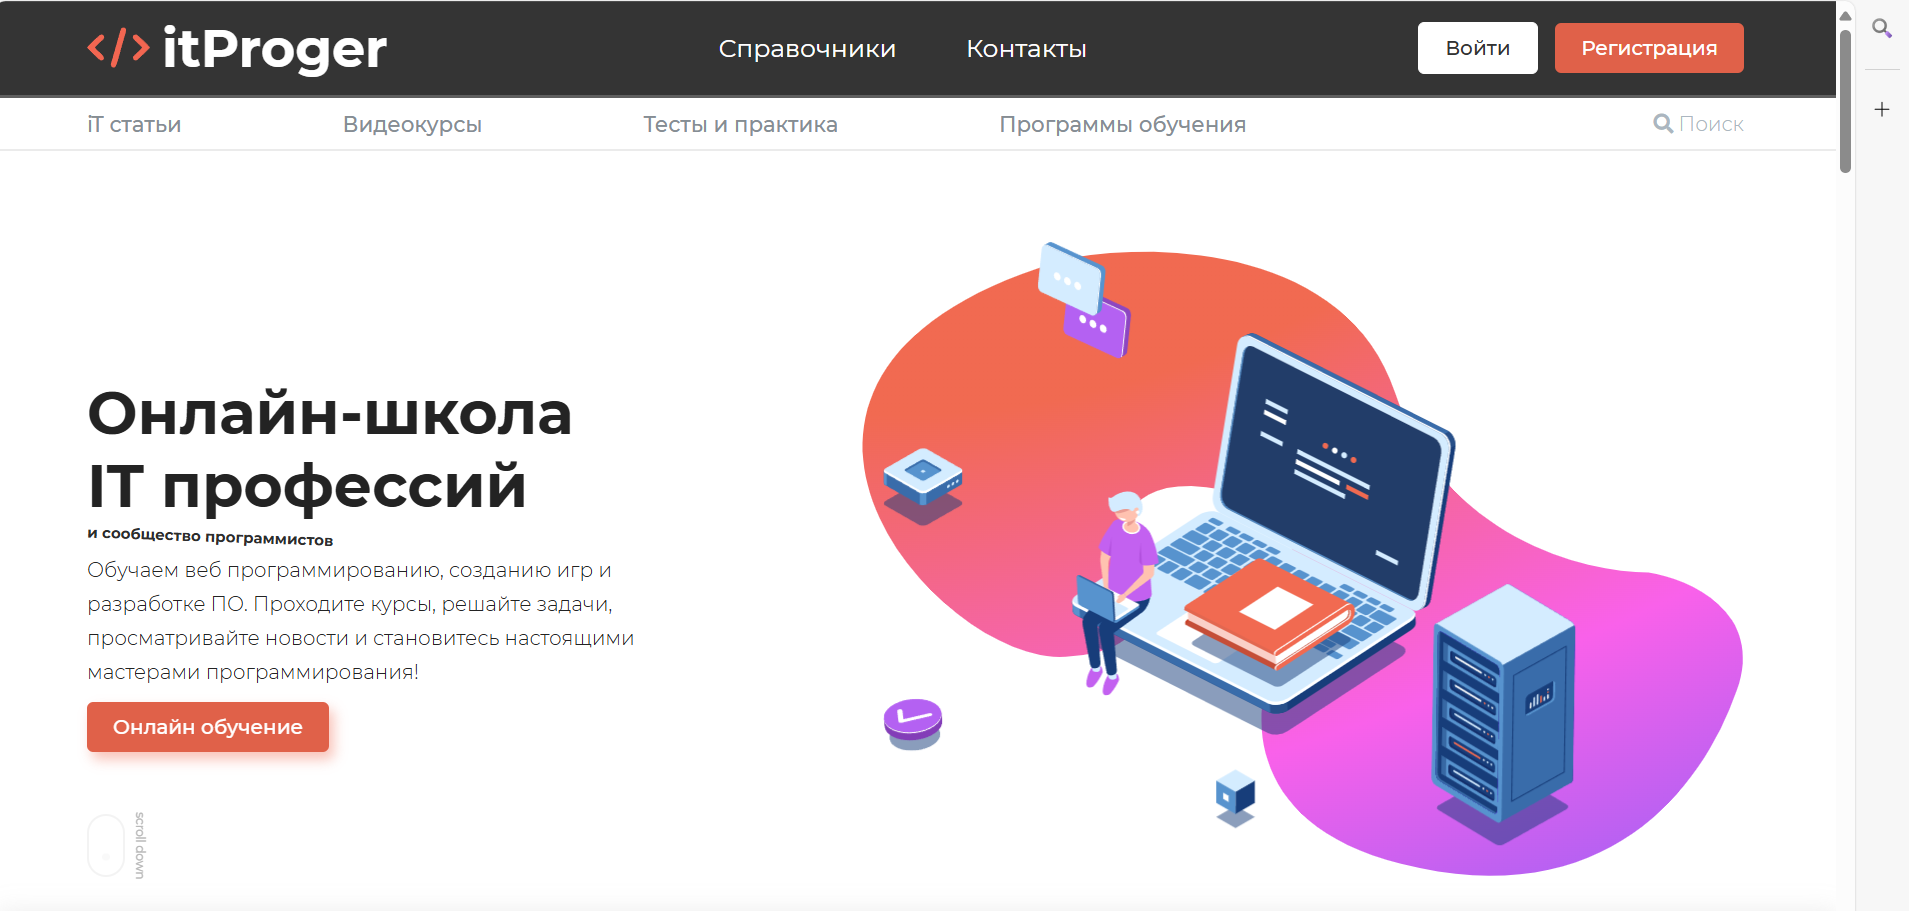 </> itProger
Справочники
Контакты
Войти
Регистрация
iT статьи
Видеокурсы
Тесты и практика
Программы обучения
Поиск
Онлайн-школа
IT профессий
и сообщество программистов
Обучаем веб программированию, созданию игр и
разработке ПО. Проходите курсы, решайте задачи,
просматривайте новости и становитесь настоящими
мастерами программирования!
Онлайн обучение
scroll down